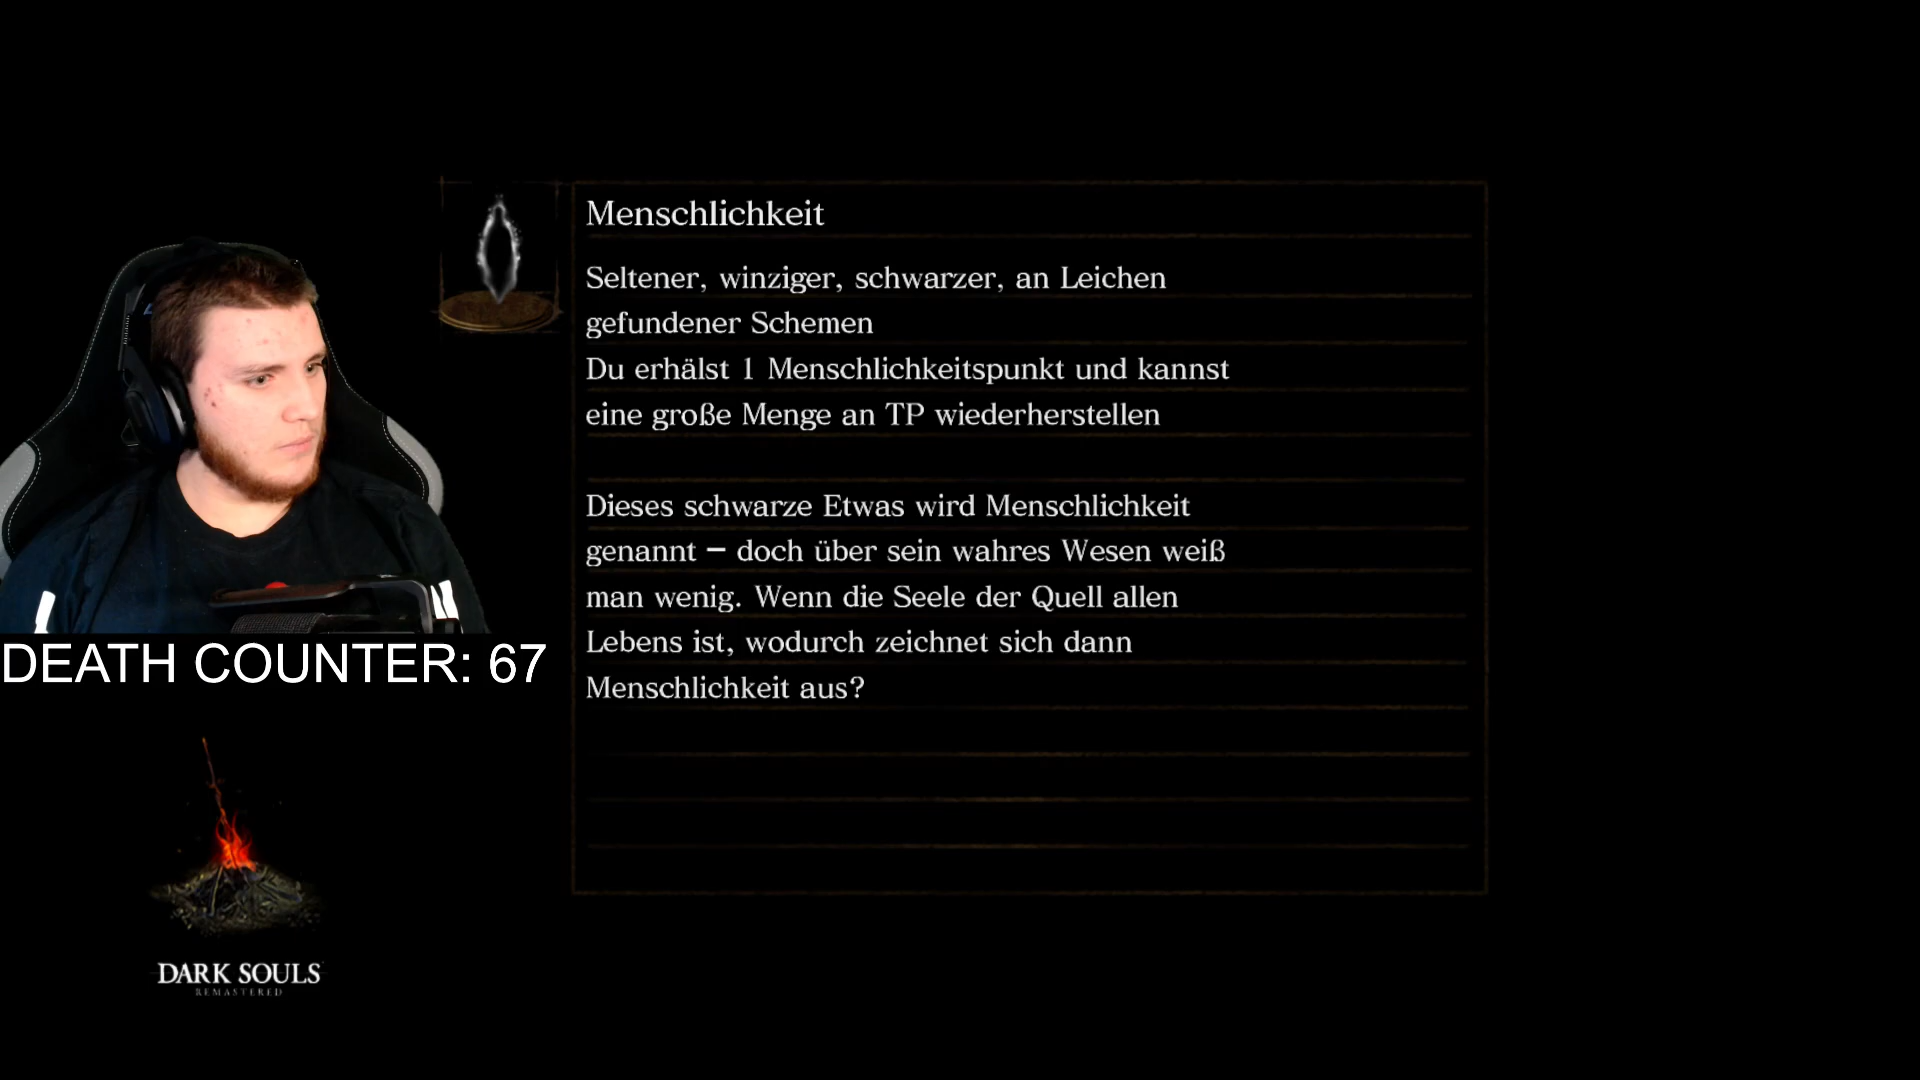 Menschlichkeit
Seltener, winziger, schwarzer, an Leichen
gefundener Schemen
Du erhälst 1 Menschlichkeitspunkt und kannst
eine große Menge an TP wiederherstellen
Dieses schwarze Etwas wird Menschlichkeit
genannt – doch über sein wahres Wesen weiß
man wenig. Wenn die Seele der Quell allen
Lebens ist, wodurch zeichnet sich dann
Menschlichkeit aus?
DEATH COUNTER: 67
DARK SOULS
REMASTERED